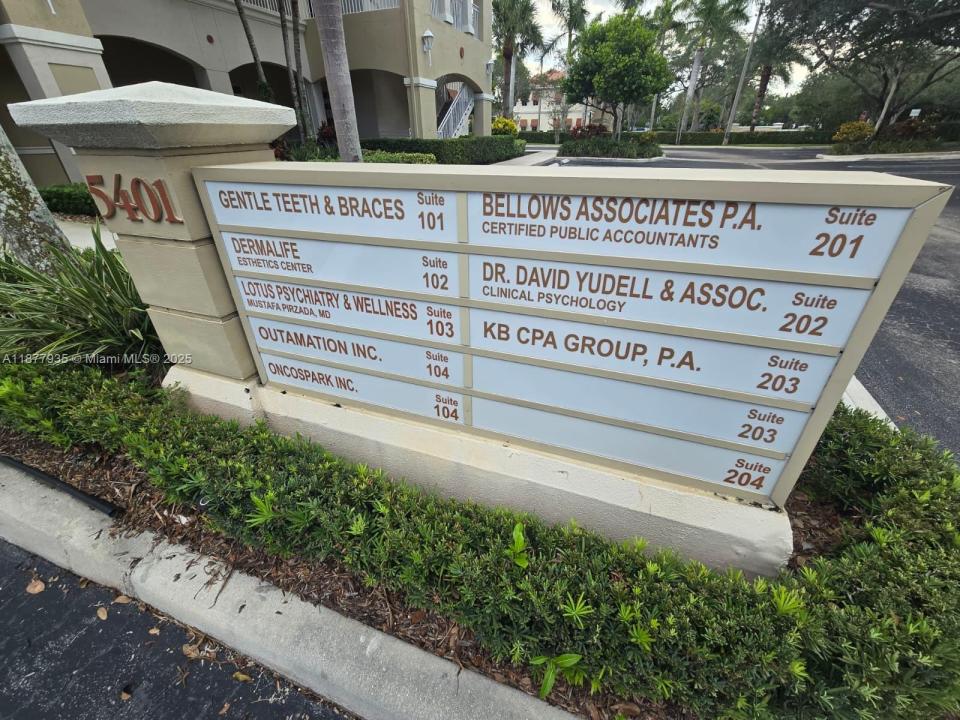 5401
GENTLE TEETH & BRACES Suite 101
DERMALIFE
ESTHETICS CENTER
Suite 102
LOTUS PSYCHIATRY & WELLNESS
MUSTAFA PIRZADA, MD
Suite 103
OUTAMATION INC. Suite 104
ONCOSPARK INC. Suite 104
BELLOWS ASSOCIATES P.A.
CERTIFIED PUBLIC ACCOUNTANTS
Suite 201
DR. DAVID YUDELL & ASSOC.
CLINICAL PSYCHOLOGY
Suite 202
KB CPA GROUP, P.A. Suite 203
Suite 203
Suite 204
A11877935 © Miami MLS® 2025